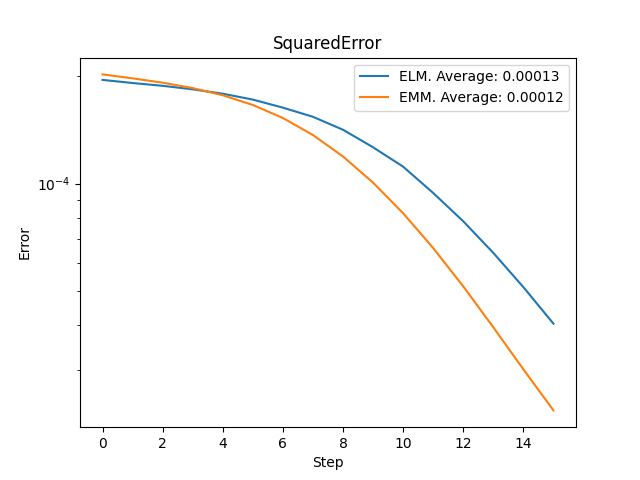 SquaredError
ELM. Average: 0.00013
EMM. Average: 0.00012
10⁻⁴
Error
0 2 4 6 8 10 12 14
Step